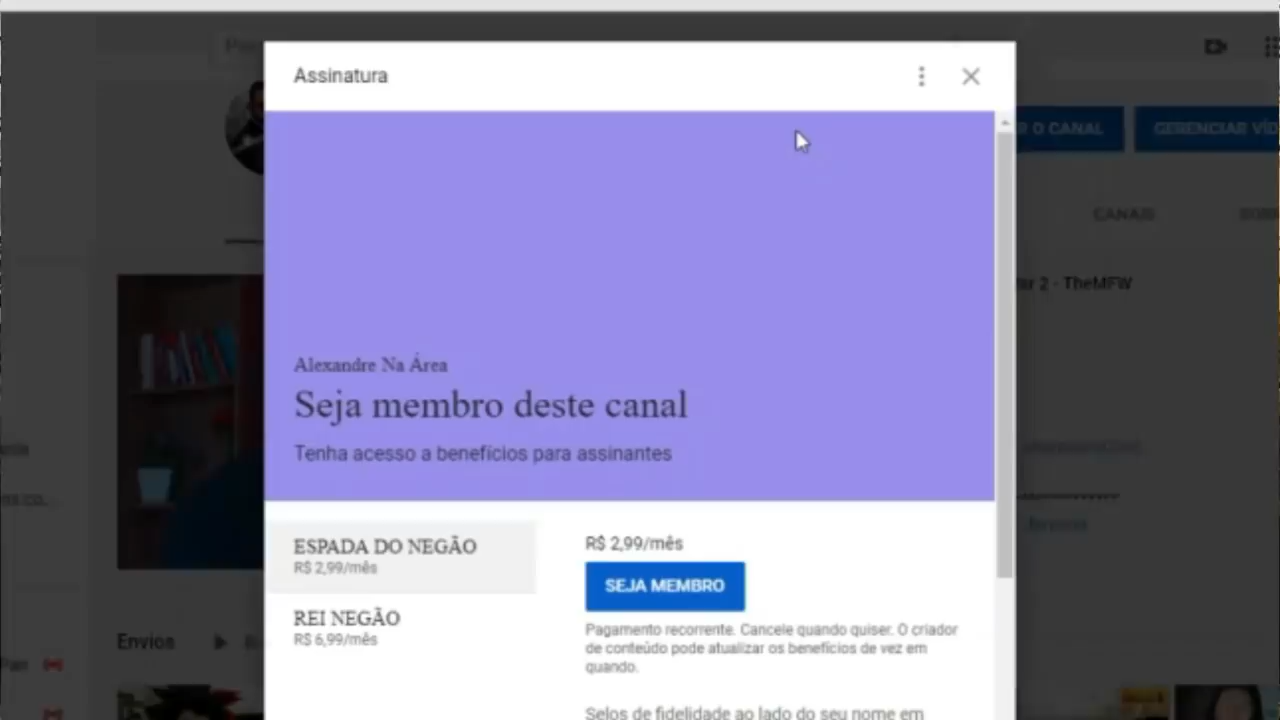 Assinatura
R O CANAL
GERENCIAR VÍD
CANAIS
2 - TheMFW
Alexandre Na Área
Seja membro deste canal
Tenha acesso a benefícios para assinantes
ESPADA DO NEGÃO
R$ 2,99/mês
REI NEGÃO
R$ 6,99/mês
R$ 2,99/mês
SEJA MEMBRO
Pagamento recorrente. Cancele quando quiser. O criador
de conteúdo pode atualizar os benefícios de vez em
quando.
Selos de fidelidade ao lado do seu nome em
Envios